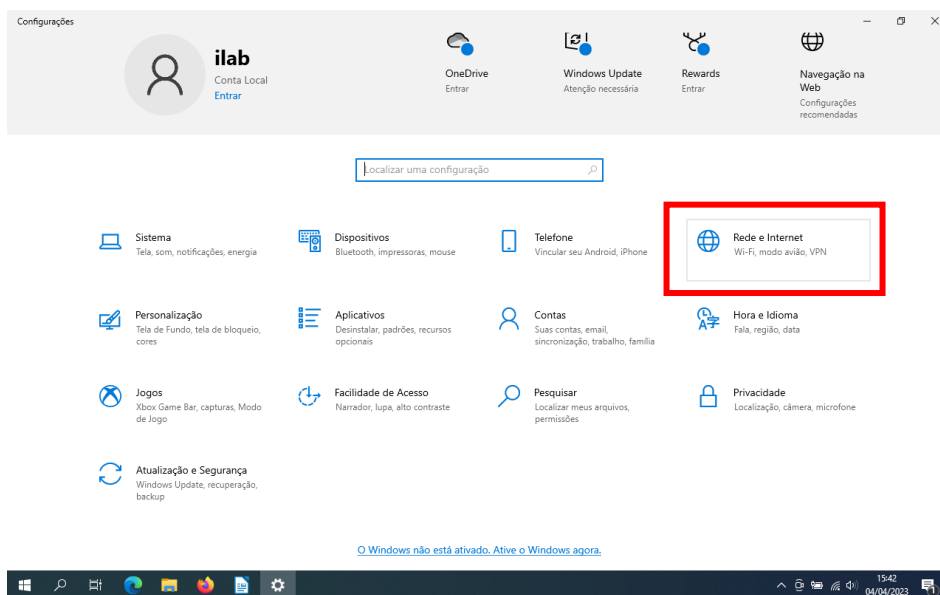 Configurações
ilab
Conta Local
Entrar
OneDrive
Entrar
Windows Update
Atenção necessária
Rewards
Entrar
Navegação na
Web
Configurações
recomendadas
Localizar uma configuração
Sistema
Tela, som, notificações, energia
Dispositivos
Bluetooth, impressoras, mouse
Telefone
Vincular seu Android, iPhone
Rede e Internet
Wi-Fi, modo avião, VPN
Personalização
Tela de Fundo, tela de bloqueio,
cores
Aplicativos
Desinstalar, padrões, recursos
opcionais
Contas
Suas contas, email,
sincronização, trabalho, família
Hora e Idioma
Fala, região, data
Jogos
Xbox Game Bar, capturas, Modo
de Jogo
Facilidade de Acesso
Narrador, lupa, alto contraste
Pesquisar
Localizar meus arquivos,
permissões
Privacidade
Localização, câmera, microfone
Atualização e Segurança
Windows Update, recuperação,
backup
O Windows não está ativado. Ative o Windows agora.
15:42
04/04/2023
1